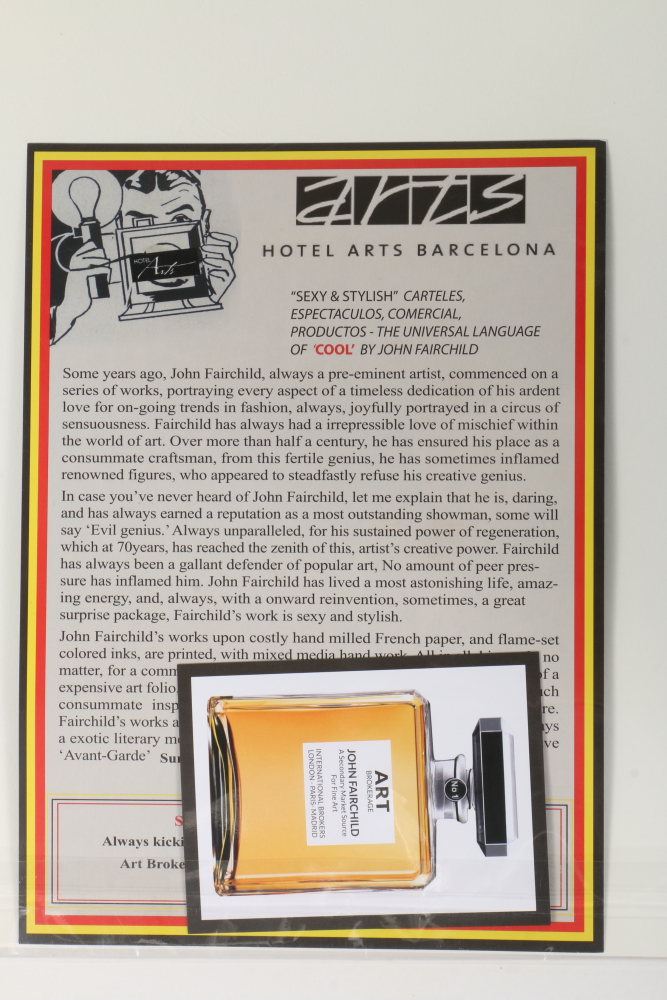 HOTEL
Arts
arts
HOTEL ARTS BARCELONA
"SEXY & STYLISH" CARTELES,
ESPECTACULOS, COMERCIAL,
PRODUCTOS - THE UNIVERSAL LANGUAGE
OF 'COOL' BY JOHN FAIRCHILD
Some years ago, John Fairchild, always a pre-eminent artist, commenced on a
series of works, portraying every aspect of a timeless dedication of his ardent
love for on-going trends in fashion, always, joyfully portrayed in a circus of
sensuousness. Fairchild has always had a irrepressible love of mischief within
the world of art. Over more than half a century, he has ensured his place as a
consummate craftsman, from this fertile genius, he has sometimes inflamed
renowned figures, who appeared to steadfastly refuse his creative genius.
In case you've never heard of John Fairchild, let me explain that he is, daring,
and has always earned a reputation as a most outstanding showman, some will
say 'Evil genius.' Always unparalleled, for his sustained power of regeneration,
which at 70years, has reached the zenith of this, artist's creative power. Fairchild
has always been a gallant defender of popular art, No amount of peer pres-
sure has inflamed him. John Fairchild has lived a most astonishing life, amaz-
ing energy, and, always, with a onward reinvention, sometimes, a great
surprise package, Fairchild's work is sexy and stylish.
John Fairchild's works upon costly hand milled French paper, and flame-set
colored inks, are printed, with mixed media hand work. no
matter, for a of a
expensive art folio,
consummate
Fairchild's works
a exotic literary
'Avant-Garde'
Always
Art
ART
BROKERAGE
JOHN FAIRCHILD
A Secondary Market Source
For Fine Art
INTERNATIONAL BROKERS
LONDON · PARIS · MADRID
No 1